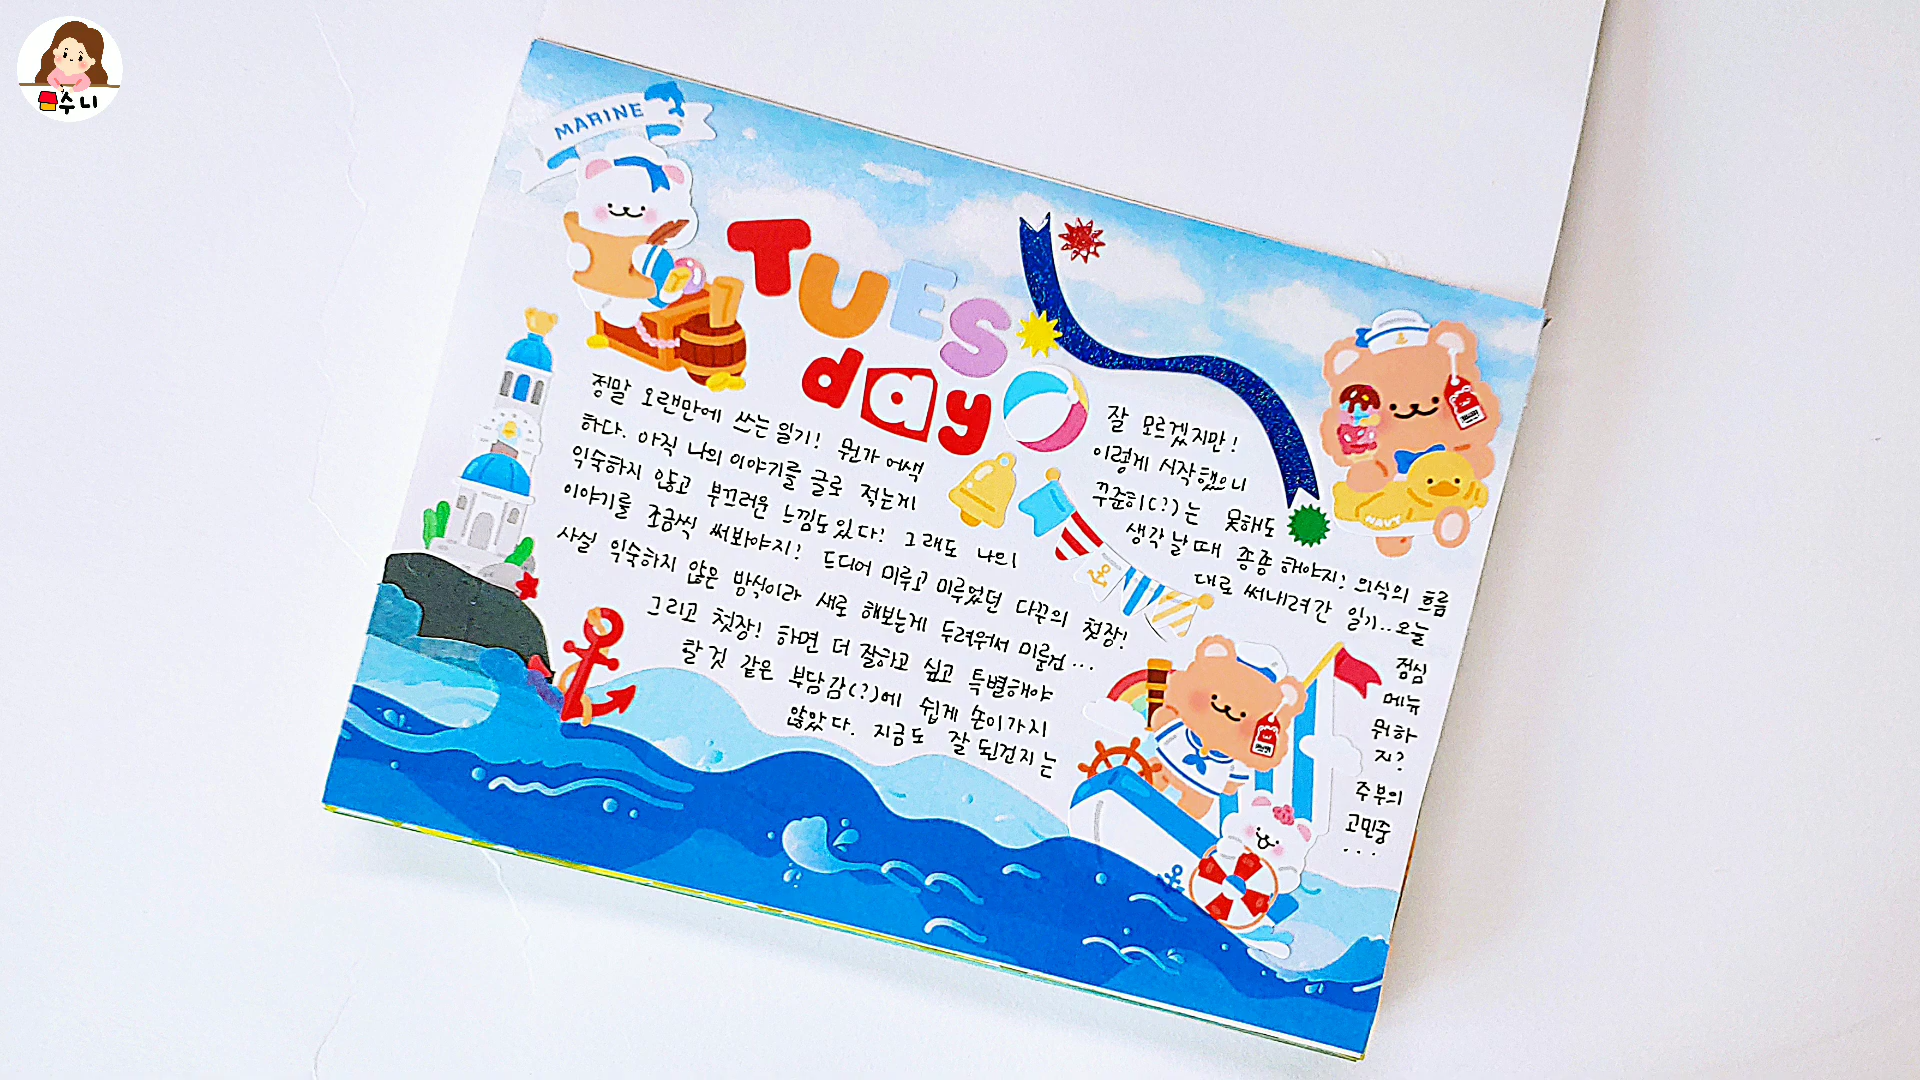 수니
MARINE
TUES
day
정말 오랜만에 쓰는 일기! 뭔가 어색
하다. 아직 나의 이야기를 글로 적는게
익숙하지 않고 부끄러운 느낌도 있다! 그래도 나의
이야기를 조금씩 써봐야지! 드디어 미루고 미루었던 다꾸의 첫장!
사실 익숙하지 않은 방식이라 새로 해보는게 두려워서 미룬건...
그리고 첫장! 하면 더 잘하고 싶고 특별해야
할 것 같은 부담감(?)에 쉽게 손이가지
않았다. 지금도 잘 된건지는
잘 모르겠지만!
이렇게 시작했으니
꾸준히(?)는 못해도
생각날때 종종 해야지! 의식의 흐름
대로 써내려간 일기.. 오늘
점심
메뉴
뭐하
지?
주부의
고민중
...
NAVY